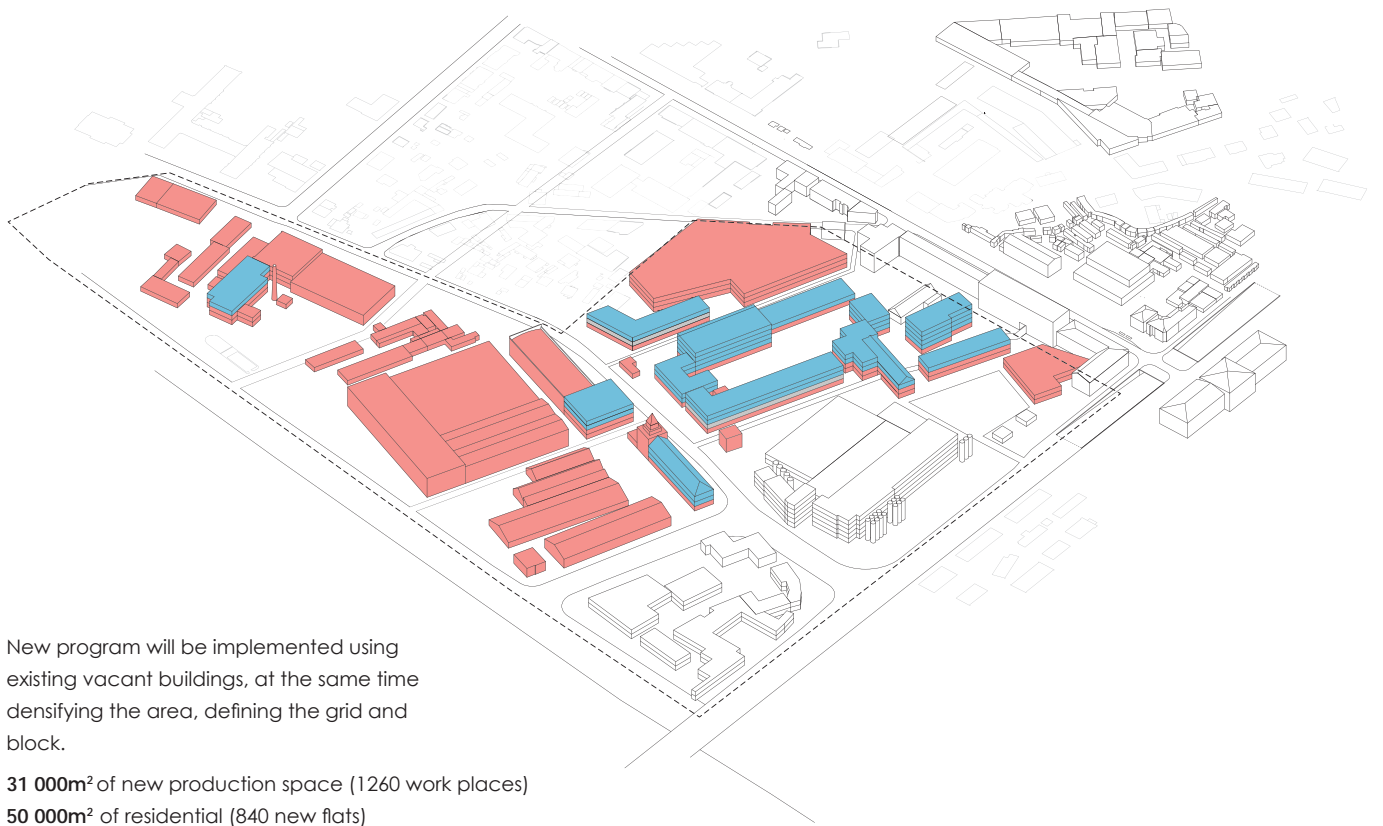 New program will be implemented using
existing vacant buildings, at the same time
densifying the area, defining the grid and
block.
31 000m² of new production space (1260 work places)
50 000m² of residential (840 new flats)